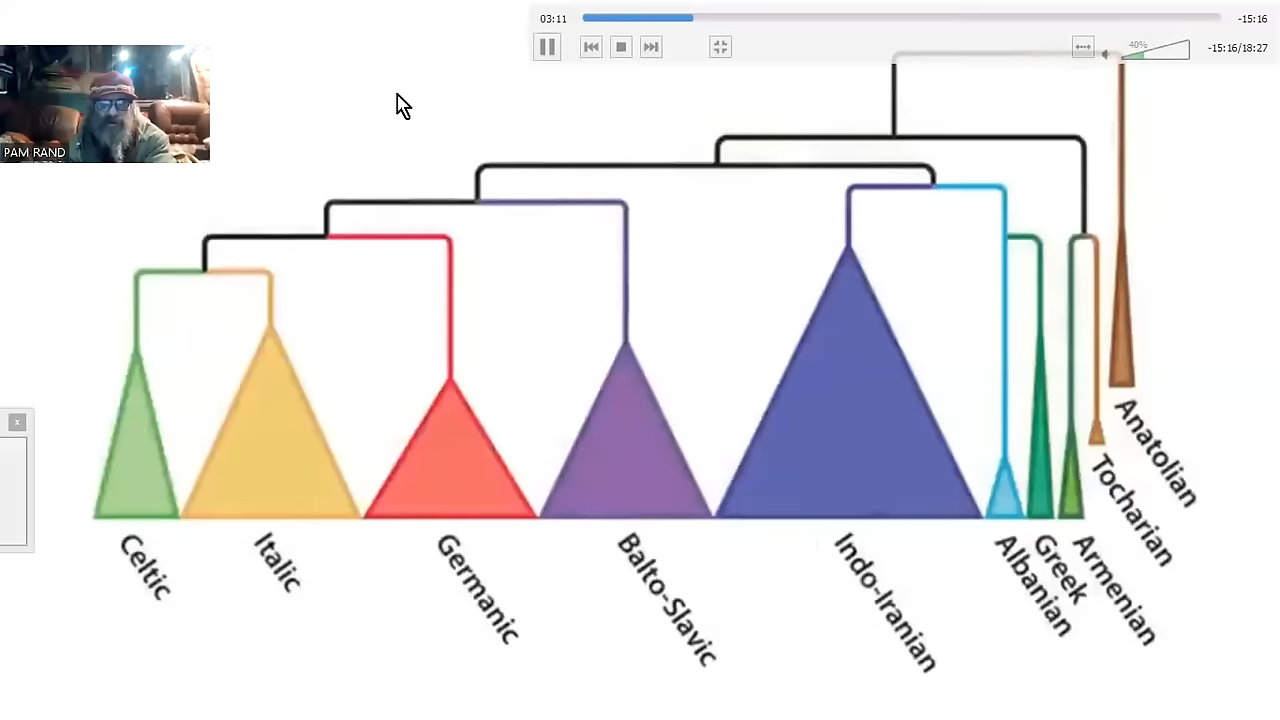 03:11
-15:16
40%
-15:16/18:27
PAM RAND
x
Celtic
Italic
Germanic
Balto-Slavic
Indo-Iranian
Albanian
Greek
Armenian
Tocharian
Anatolian